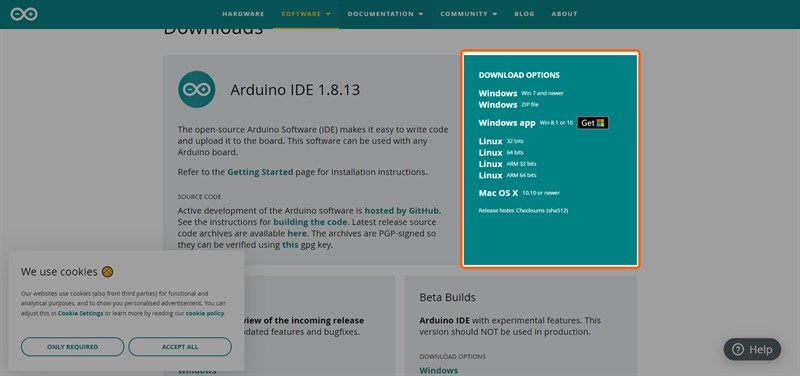 HARDWARE SOFTWARE DOCUMENTATION COMMUNITY BLOG ABOUT
Downloads
Arduino IDE 1.8.13
The open-source Arduino Software (IDE) makes it easy to write code
and upload it to the board. This software can be used with any
Arduino board.
Refer to the Getting Started page for Installation instructions.
SOURCE CODE
Active development of the Arduino software is hosted by GitHub.
See the instructions for building the code. Latest release source
code archives are available here. The archives are PGP-signed so
they can be verified using this gpg key.
DOWNLOAD OPTIONS
Windows Win 7 and newer
Windows ZIP file
Windows app Win 8.1 or 10 Get
Linux 32 bits
Linux 64 bits
Linux ARM 32 bits
Linux ARM 64 bits
Mac OS X 10.10 or newer
Release Notes Checksums (sha512)
We use cookies
Our websites use cookies (also from third parties) for functional and
analytical purposes, and to show you personalised advertisement. You can
adjust this in Cookie Settings or learn more by reading our cookie policy.
ONLY REQUIRED ACCEPT ALL
view of the incoming release
dated features and bugfixes.
Windows
Beta Builds
Arduino IDE with experimental features. This
version should NOT be used in production.
DOWNLOAD OPTIONS
Windows
Help